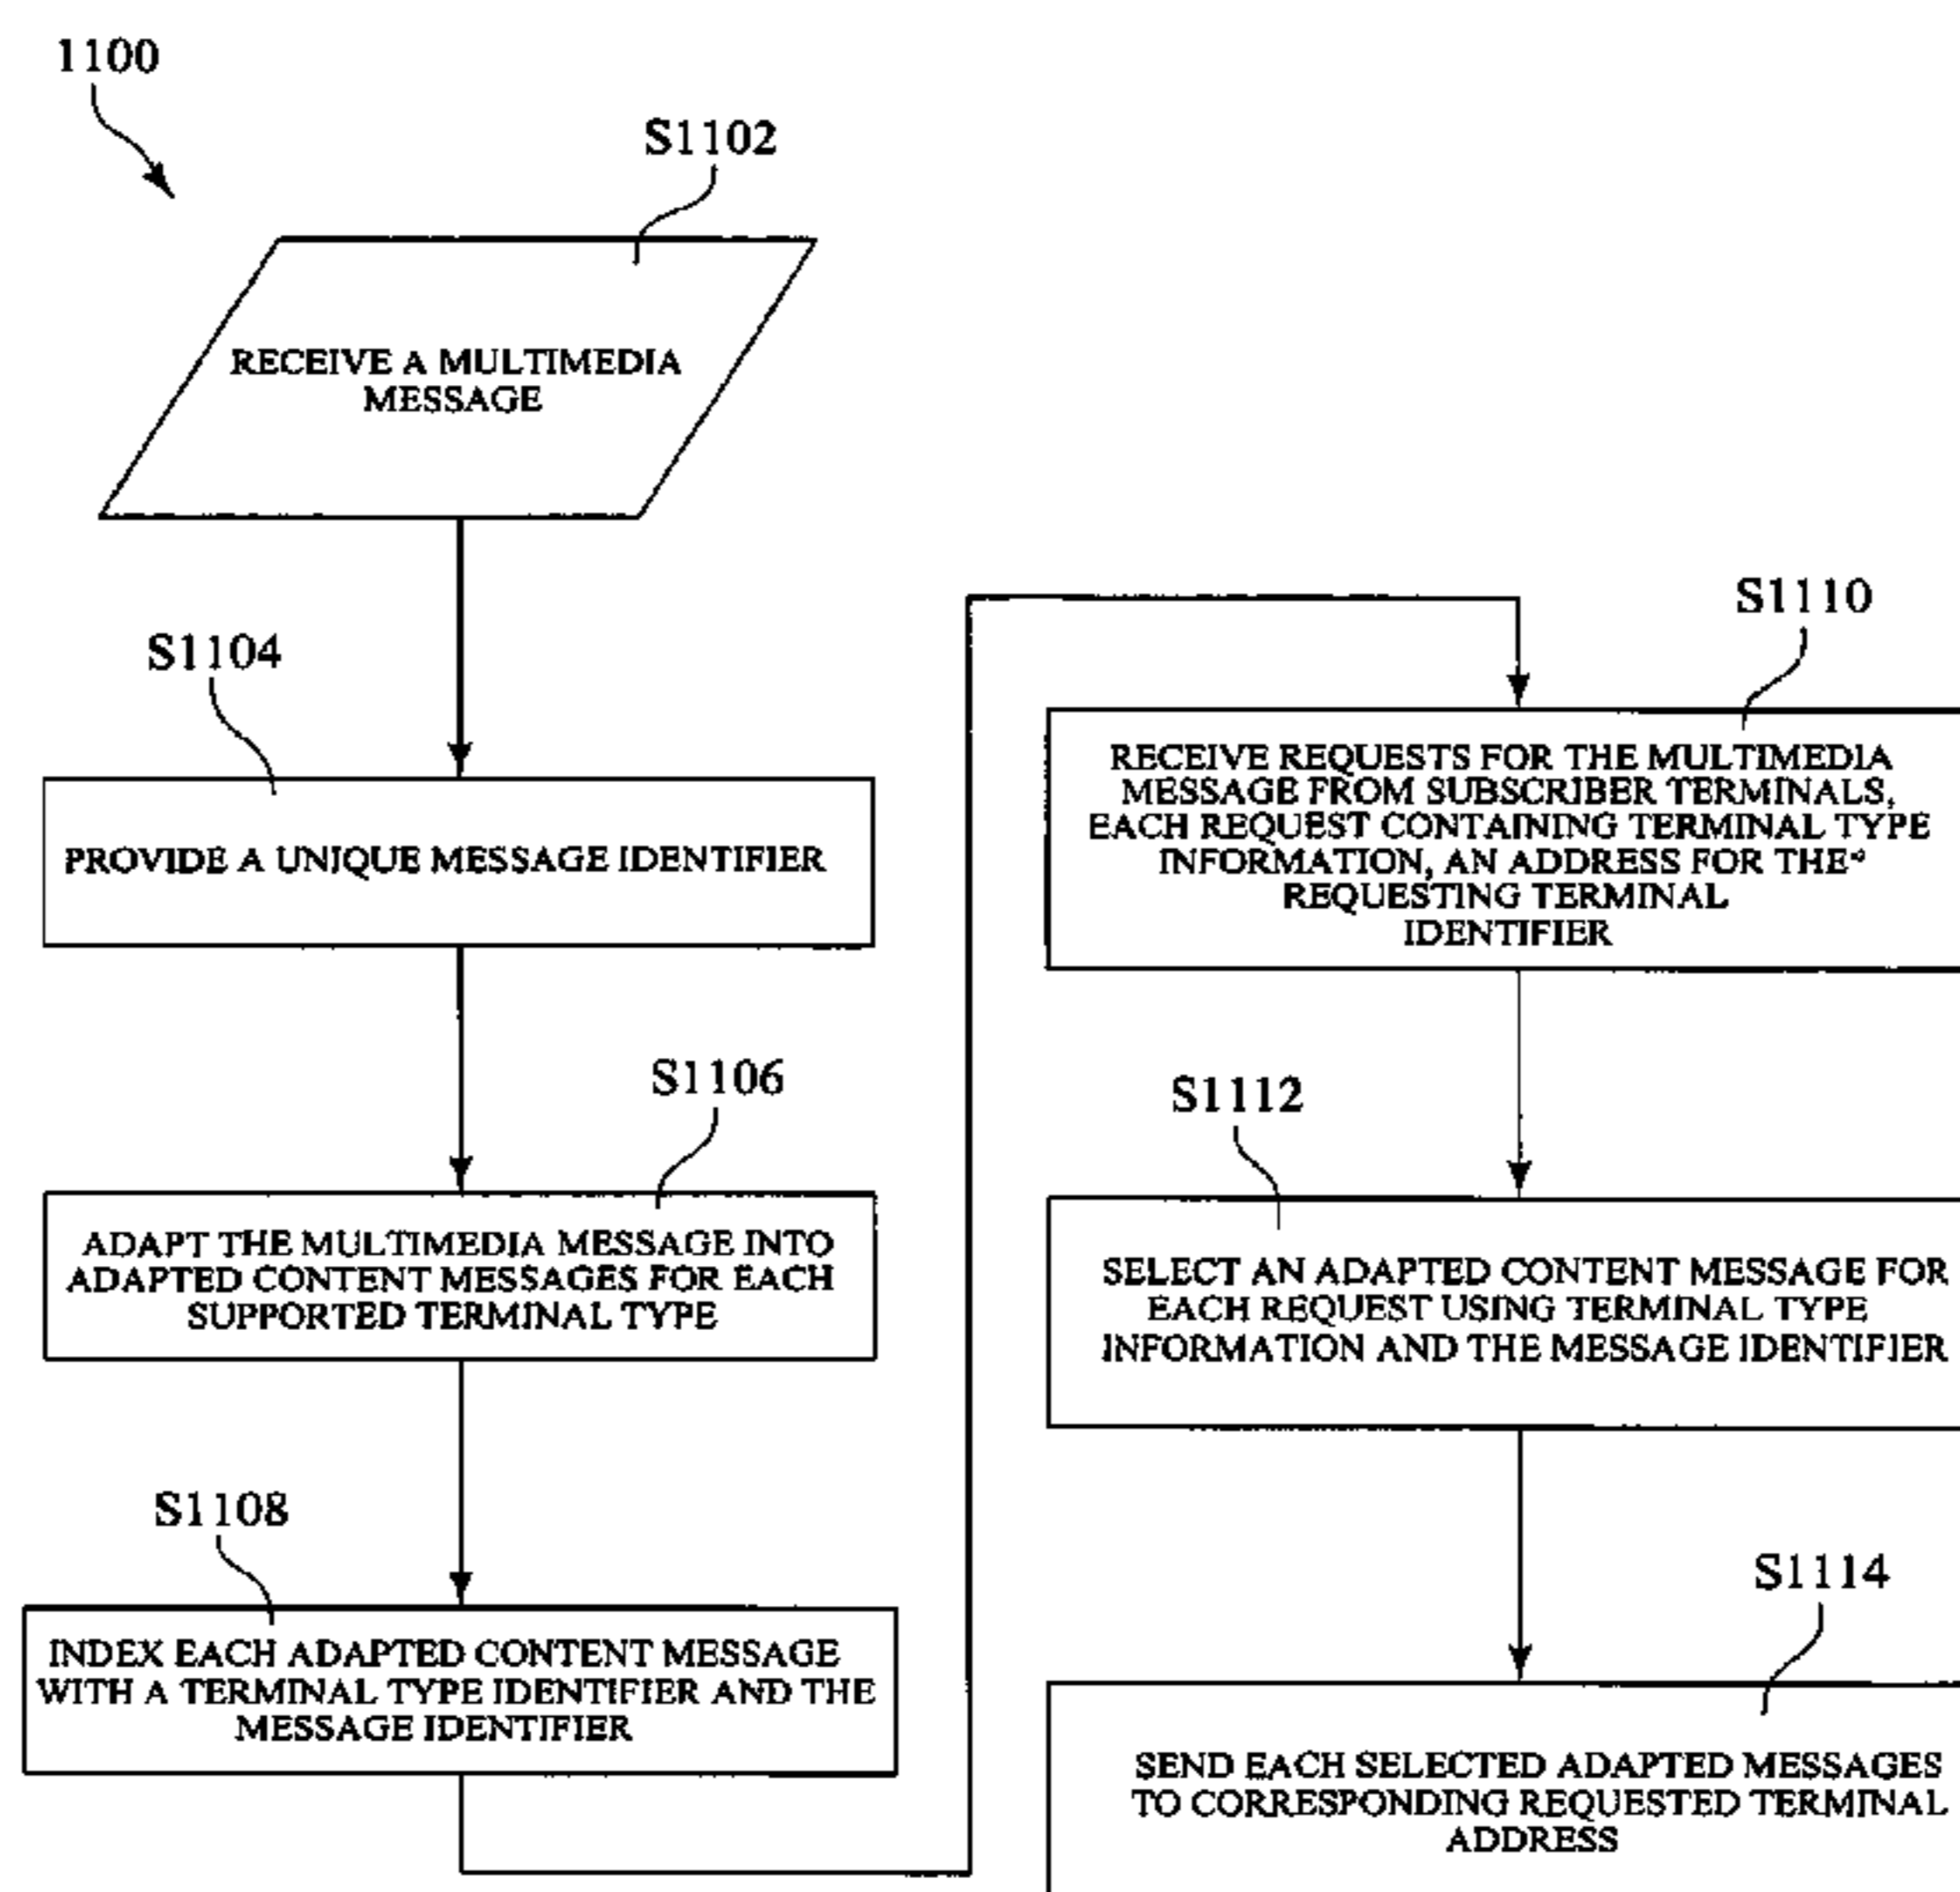 1100
S1102
RECEIVE A MULTIMEDIA
MESSAGE
S1104
PROVIDE A UNIQUE MESSAGE IDENTIFIER
S1106
ADAPT THE MULTIMEDIA MESSAGE INTO
ADAPTED CONTENT MESSAGES FOR EACH
SUPPORTED TERMINAL TYPE
S1108
INDEX EACH ADAPTED CONTENT MESSAGE
WITH A TERMINAL TYPE IDENTIFIER AND THE
MESSAGE IDENTIFIER
S1110
RECEIVE REQUESTS FOR THE MULTIMEDIA
MESSAGE FROM SUBSCRIBER TERMINALS,
EACH REQUEST CONTAINING TERMINAL TYPE
INFORMATION, AN ADDRESS FOR THE
REQUESTING TERMINAL
IDENTIFIER
S1112
SELECT AN ADAPTED CONTENT MESSAGE FOR
EACH REQUEST USING TERMINAL TYPE
INFORMATION AND THE MESSAGE IDENTIFIER
S1114
SEND EACH SELECTED ADAPTED MESSAGES
TO CORRESPONDING REQUESTED TERMINAL
ADDRESS